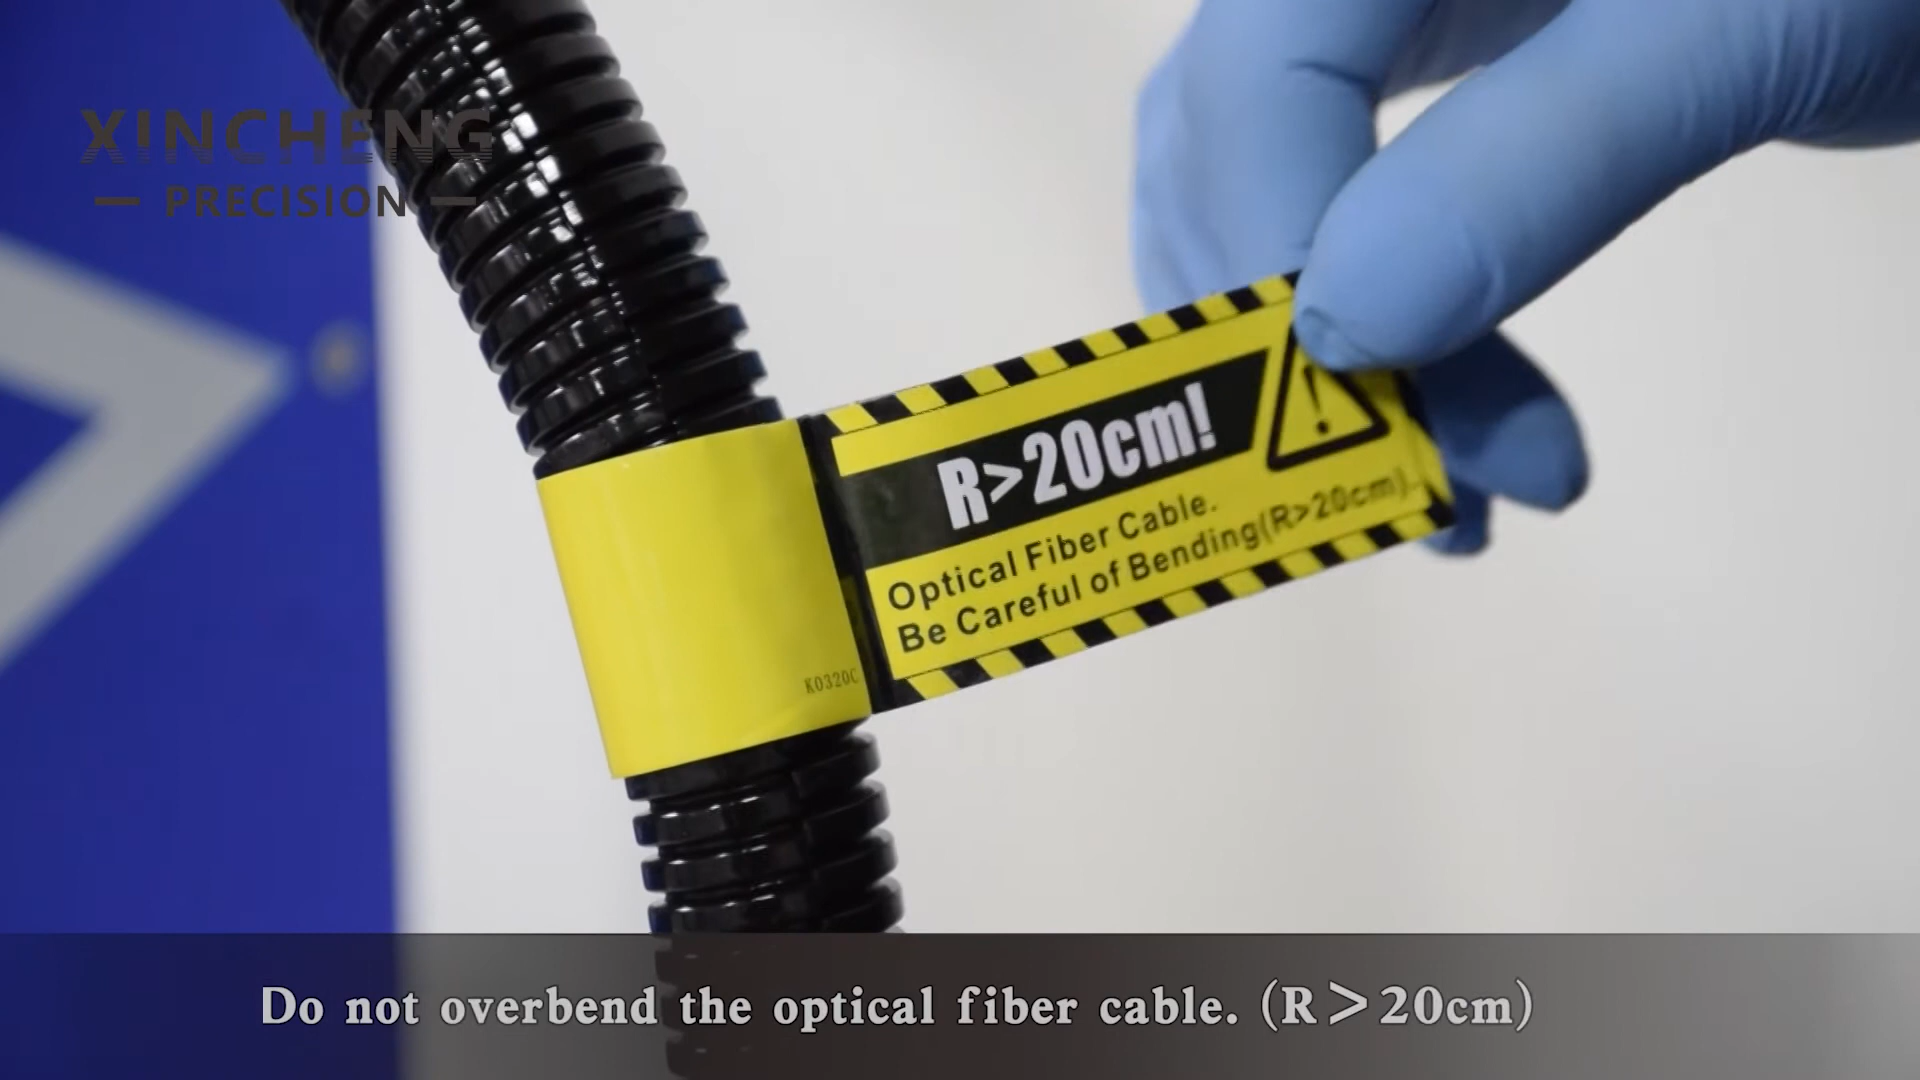 XINCHENG
PRECISION
R>20cm!
Optical Fiber Cable.
Be Careful of Bending(R>20cm).
K0320C
Do not overbend the optical fiber cable. (R＞20cm)